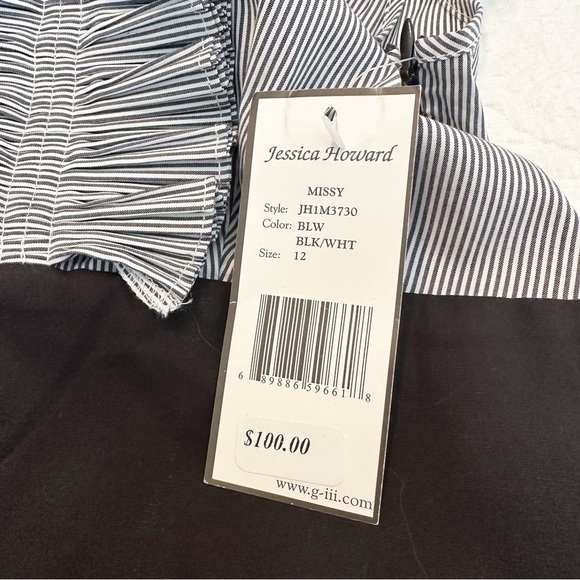 Jessica Howard
MISSY
Style: JH1M3730
Color: BLW
BLK/WHT
Size: 12
6 89886 59661 8
$100.00
www.g-iii.com